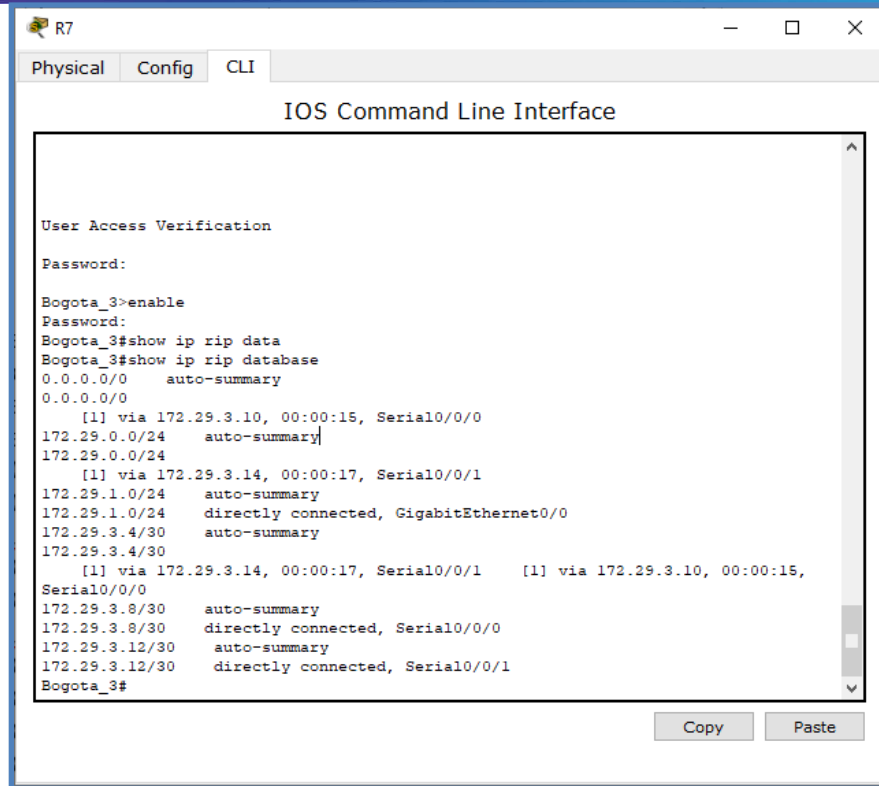 R7
Physical Config CLI
IOS Command Line Interface
User Access Verification
Password:
Bogota_3>enable
Password:
Bogota_3#show ip rip data
Bogota_3#show ip rip database
0.0.0.0/0    auto-summary
0.0.0.0/0
    [1] via 172.29.3.10, 00:00:15, Serial0/0/0
172.29.0.0/24    auto-summary
172.29.0.0/24
    [1] via 172.29.3.14, 00:00:17, Serial0/0/1
172.29.1.0/24    auto-summary
172.29.1.0/24    directly connected, GigabitEthernet0/0
172.29.3.4/30    auto-summary
172.29.3.4/30
    [1] via 172.29.3.14, 00:00:17, Serial0/0/1    [1] via 172.29.3.10, 00:00:15,
Serial0/0/0
172.29.3.8/30    auto-summary
172.29.3.8/30    directly connected, Serial0/0/0
172.29.3.12/30    auto-summary
172.29.3.12/30    directly connected, Serial0/0/1
Bogota_3#
Copy Paste